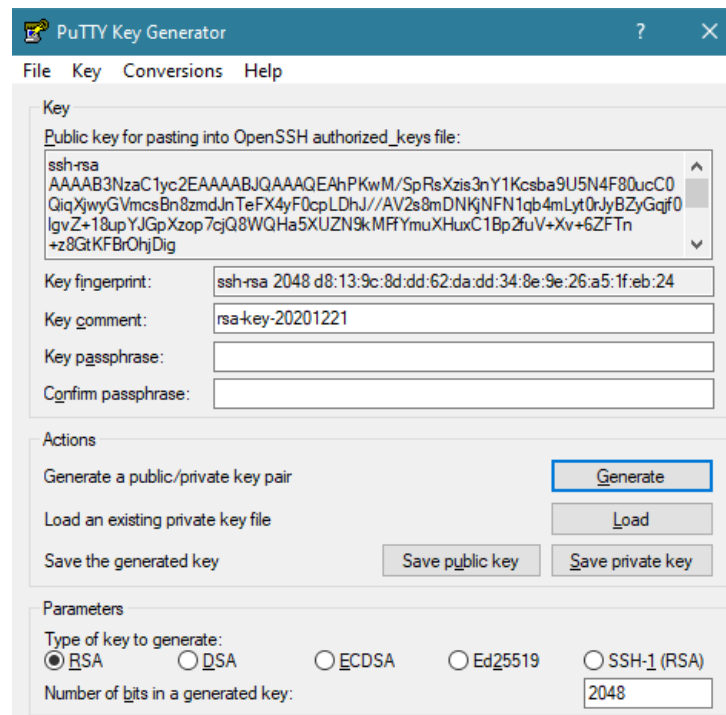 PuTTY Key Generator ? ×
File Key Conversions Help
Key
Public key for pasting into OpenSSH authorized_keys file:
ssh-rsa
AAAAB3NzaC1yc2EAAAABJQAAAQEAhPKwM/SpRsXzis3nY1Kcsba9U5N4F80ucC0
QiqXjwyGVmcsBn8zmdJnTeFX4yF0cpLDhJ//AV2s8mDNKjNFN1qb4mLyt0rJyBZyGqjf0
IgvZ+18upYJGpXzop7cjQ8WQHa5XUZN9kMFfYmuXHuxC1Bp2fuV+Xv+6ZFTn
+z8GtKFBrOhjDig
Key fingerprint: ssh-rsa 2048 d8:13:9c:8d:dd:62:da:dd:34:8e:9e:26:a5:1f:eb:24
Key comment: rsa-key-20201221
Key passphrase:
Confirm passphrase:
Actions
Generate a public/private key pair Generate
Load an existing private key file Load
Save the generated key Save public key Save private key
Parameters
Type of key to generate:
RSA DSA ECDSA Ed25519 SSH-1 (RSA)
Number of bits in a generated key: 2048